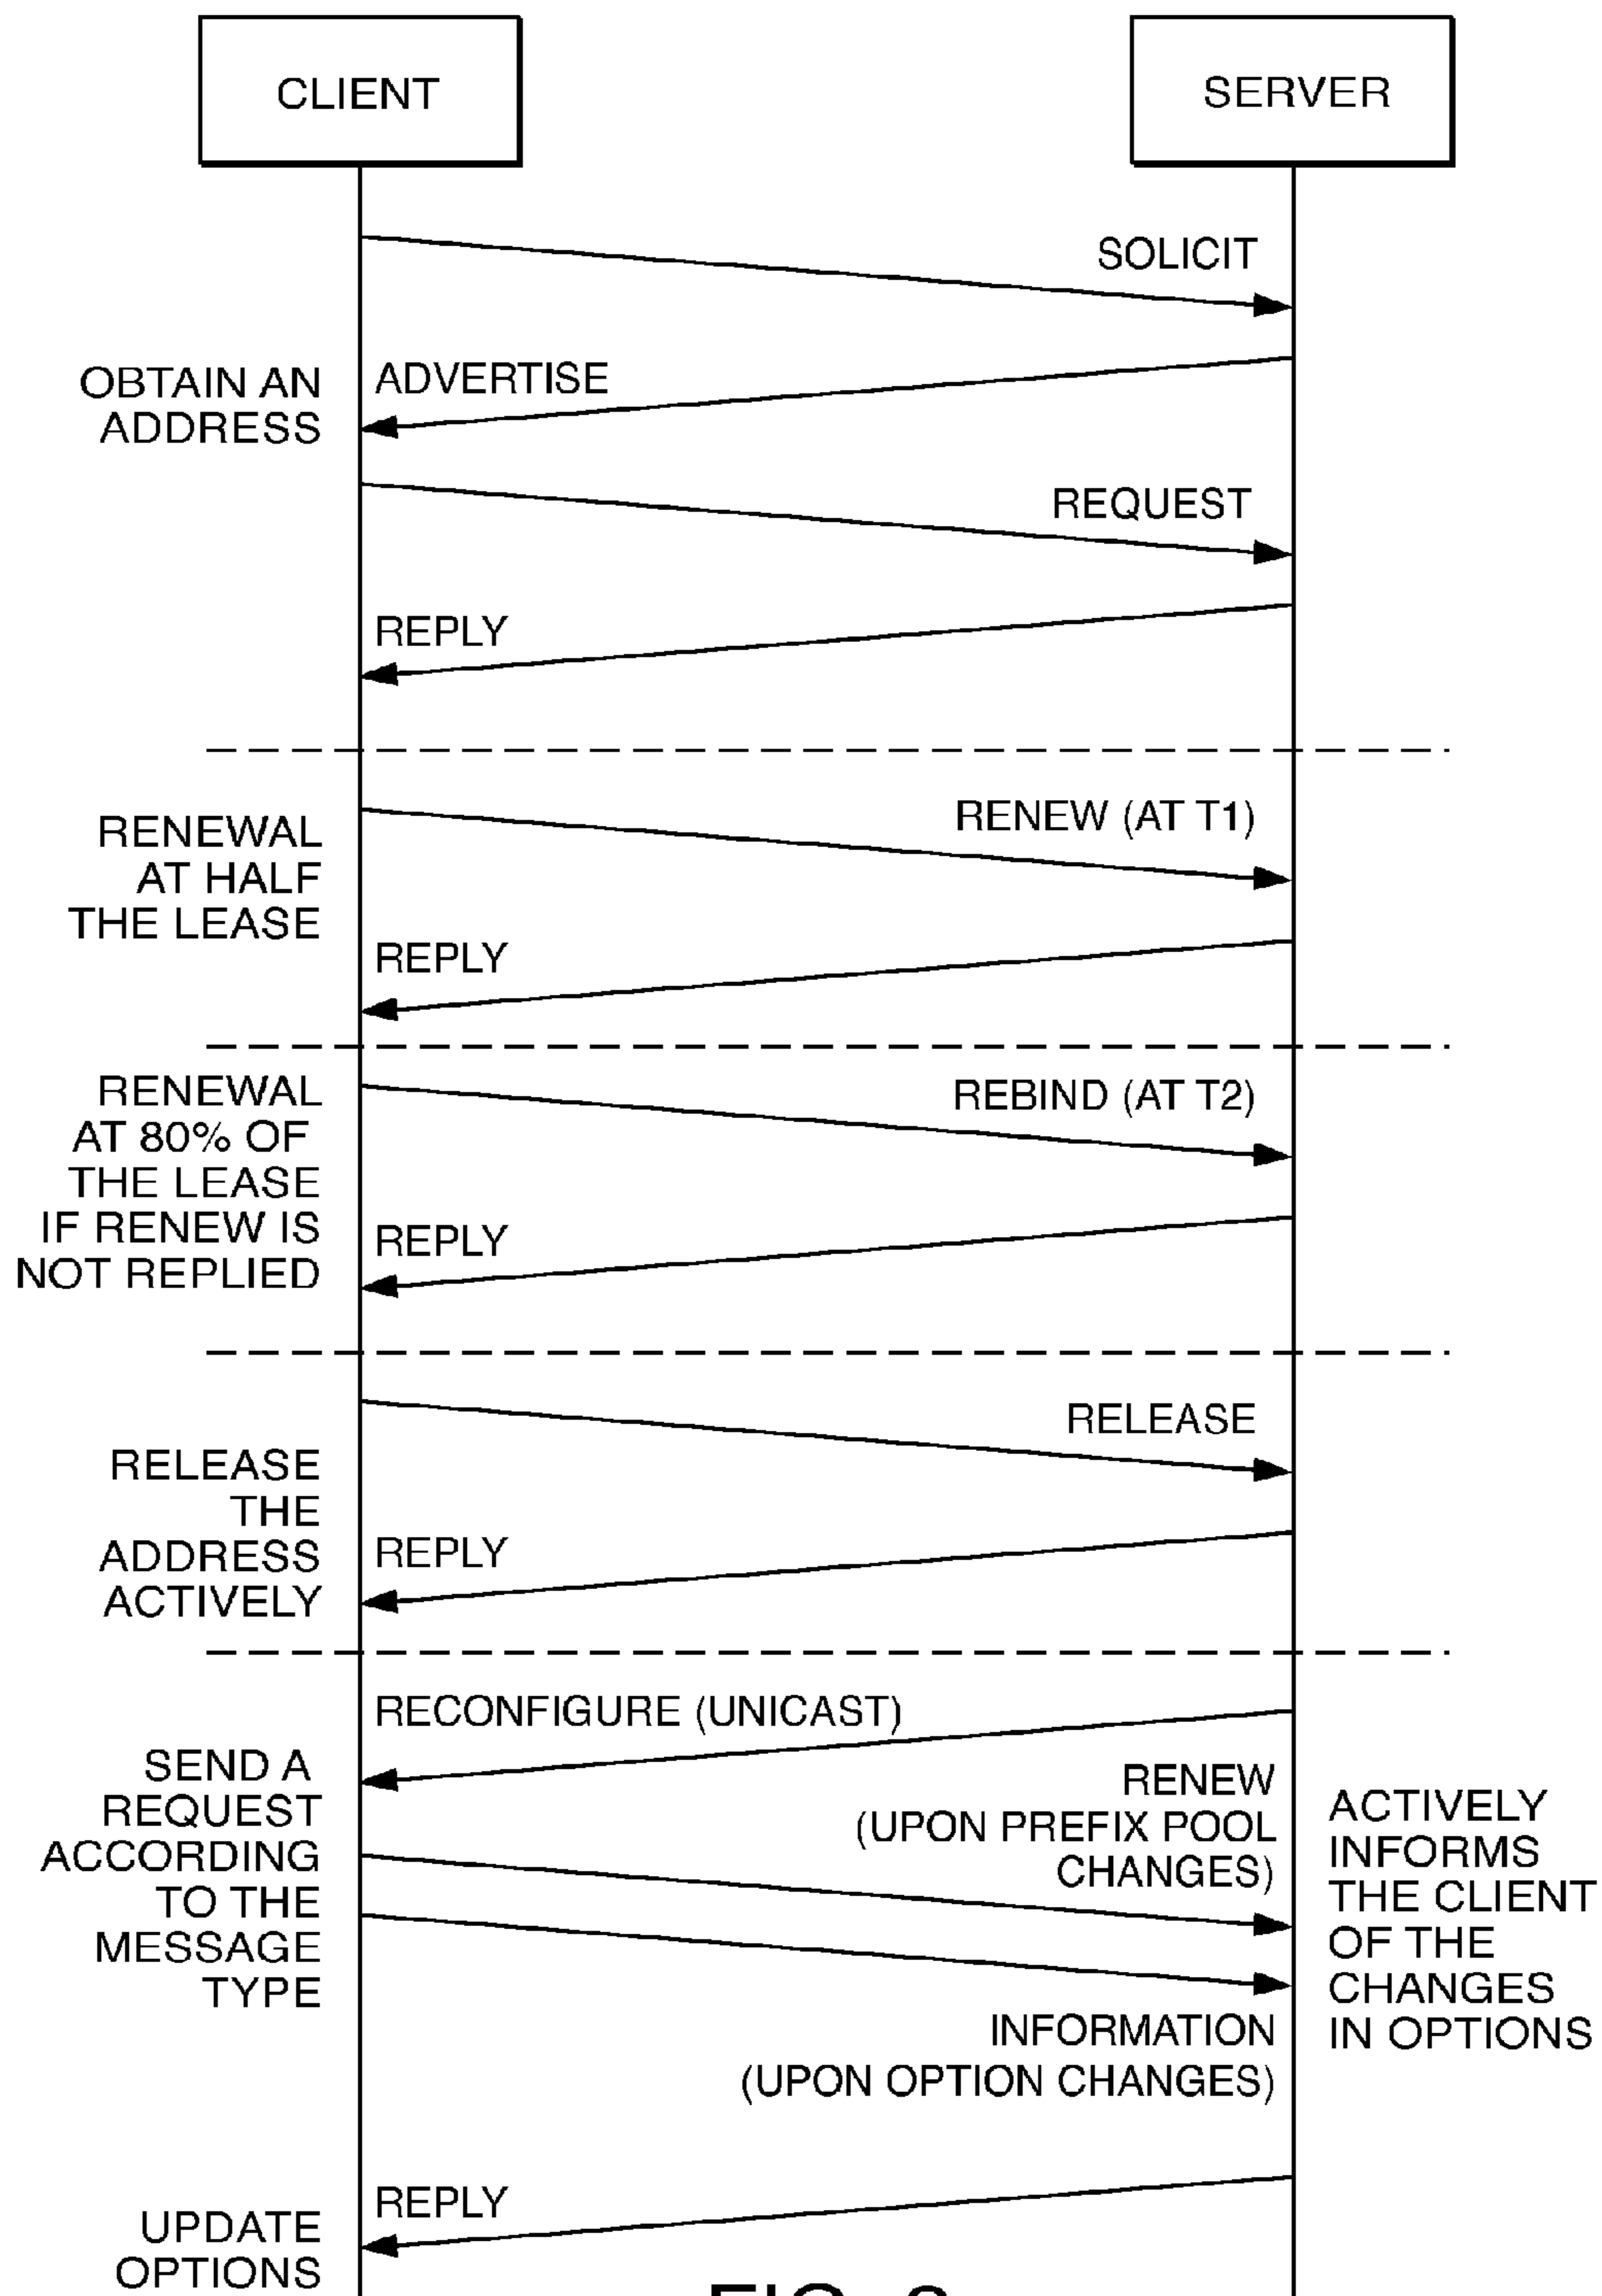 CLIENT
SERVER
SOLICIT
OBTAIN AN
ADDRESS
ADVERTISE
REQUEST
REPLY
RENEWAL
AT HALF
THE LEASE
RENEW (AT T1)
REPLY
RENEWAL
AT 80% OF
THE LEASE
IF RENEW IS
NOT REPLIED
REBIND (AT T2)
REPLY
RELEASE
RELEASE
THE
ADDRESS
ACTIVELY
REPLY
RECONFIGURE (UNICAST)
SEND A
REQUEST
ACCORDING
TO THE
MESSAGE
TYPE
RENEW
(UPON PREFIX POOL
CHANGES)
ACTIVELY
INFORMS
THE CLIENT
OF THE
CHANGES
IN OPTIONS
INFORMATION
(UPON OPTION CHANGES)
REPLY
UPDATE
OPTIONS
FIG.